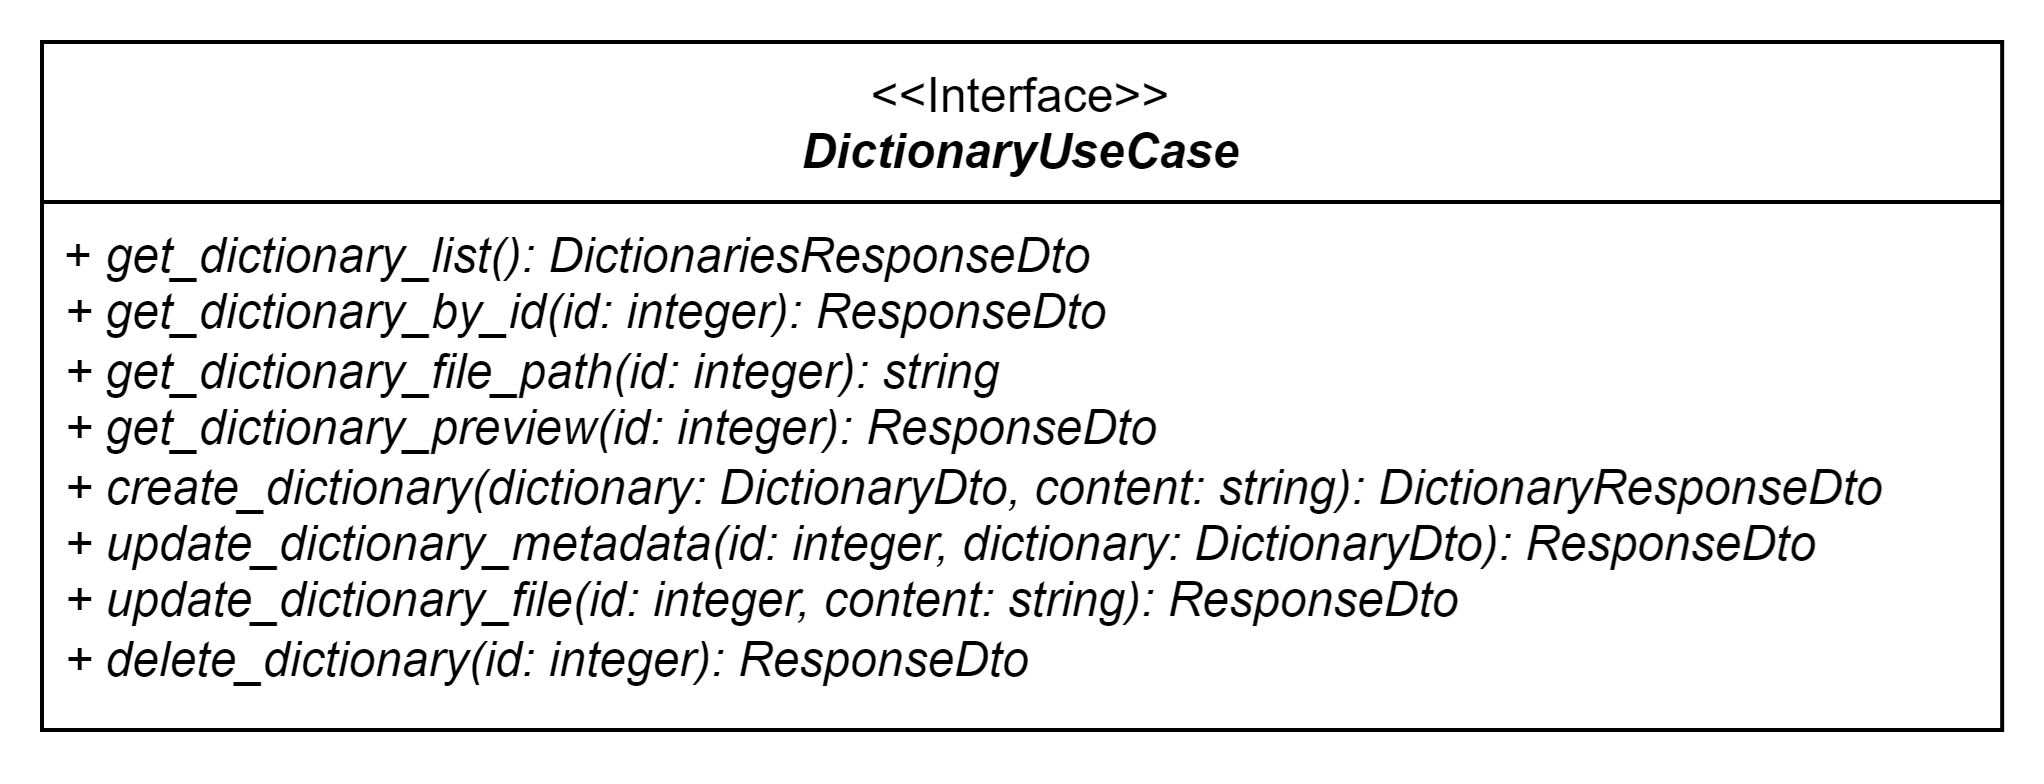 <<Interface>>
DictionaryUseCase
+ get_dictionary_list(): DictionariesResponseDto
+ get_dictionary_by_id(id: integer): ResponseDto
+ get_dictionary_file_path(id: integer): string
+ get_dictionary_preview(id: integer): ResponseDto
+ create_dictionary(dictionary: DictionaryDto, content: string): DictionaryResponseDto
+ update_dictionary_metadata(id: integer, dictionary: DictionaryDto): ResponseDto
+ update_dictionary_file(id: integer, content: string): ResponseDto
+ delete_dictionary(id: integer): ResponseDto